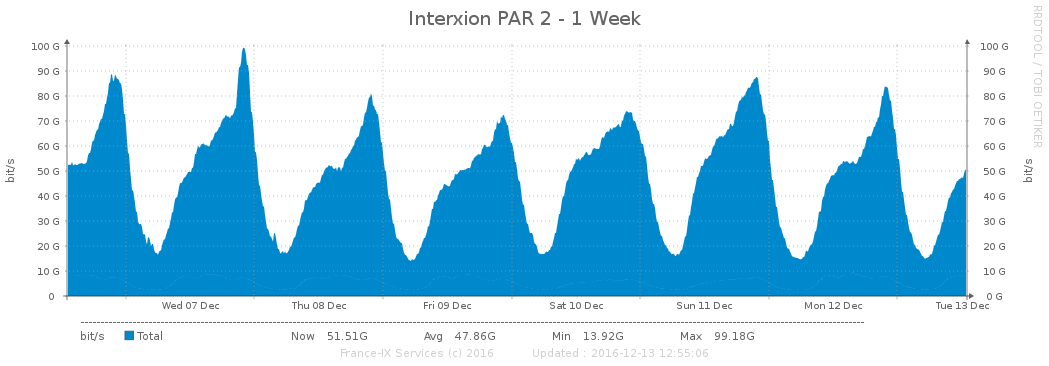 Interxion PAR 2 - 1 Week
RRDTOOL / TOBI OETIKER
bit/s
100 G 100 G
90 G 90 G
80 G 80 G
70 G 70 G
60 G 60 G
50 G 50 G
40 G 40 G
30 G 30 G
20 G 20 G
10 G 10 G
0 0 G
bit/s
Wed 07 Dec Thu 08 Dec Fri 09 Dec Sat 10 Dec Sun 11 Dec Mon 12 Dec Tue 13 Dec
bit/s Total Now 51.51G Avg 47.86G Min 13.92G Max 99.18G
France-IX Services (c) 2016 Updated : 2016-12-13 12:55:06